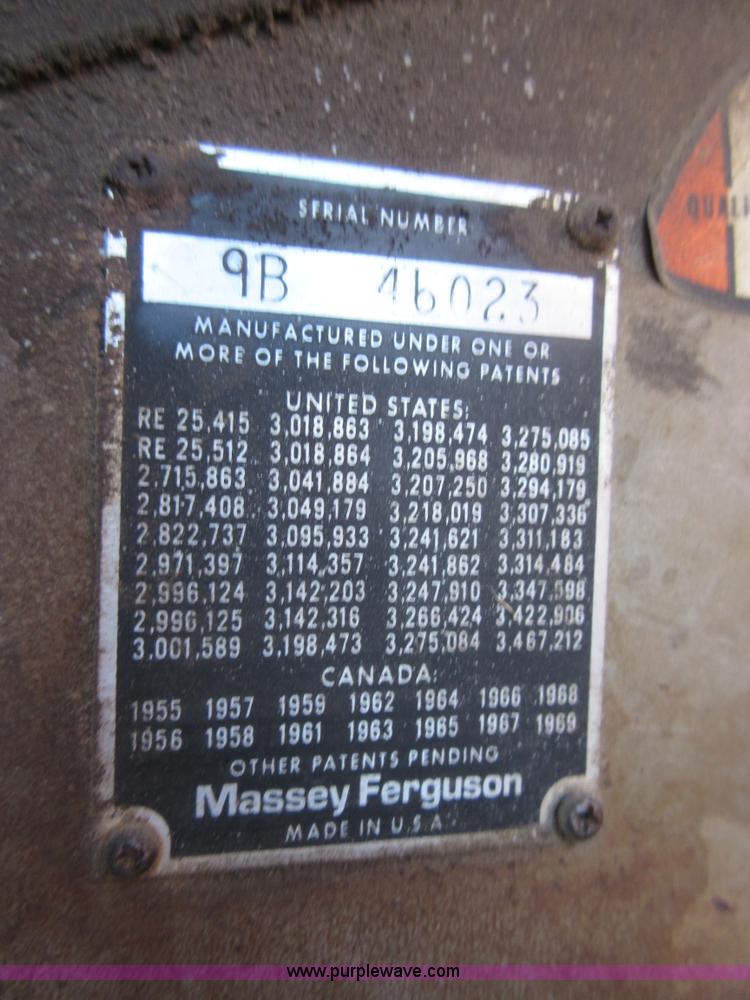 SERIAL NUMBER
9B 46023
MANUFACTURED UNDER ONE OR
MORE OF THE FOLLOWING PATENTS
UNITED STATES:
RE 25,415 3,018,863 3,198,474 3,275,085
RE 25,512 3,018,864 3,205,968 3,280,919
2,715,863 3,041,884 3,207,250 3,294,179
2,817,408 3,049,179 3,218,019 3,307,336
2,822,737 3,095,933 3,241,621 3,311,183
2,971,397 3,114,357 3,241,862 3,314,484
2,996,124 3,142,203 3,247,910 3,347,598
2,996,125 3,142,316 3,266,424 3,422,906
3,001,589 3,198,473 3,275,084 3,467,212
CANADA:
1955 1957 1959 1962 1964 1966 1968
1956 1958 1961 1963 1965 1967 1969
OTHER PATENTS PENDING
Massey Ferguson
MADE IN U.S.A.
www.purplewave.com